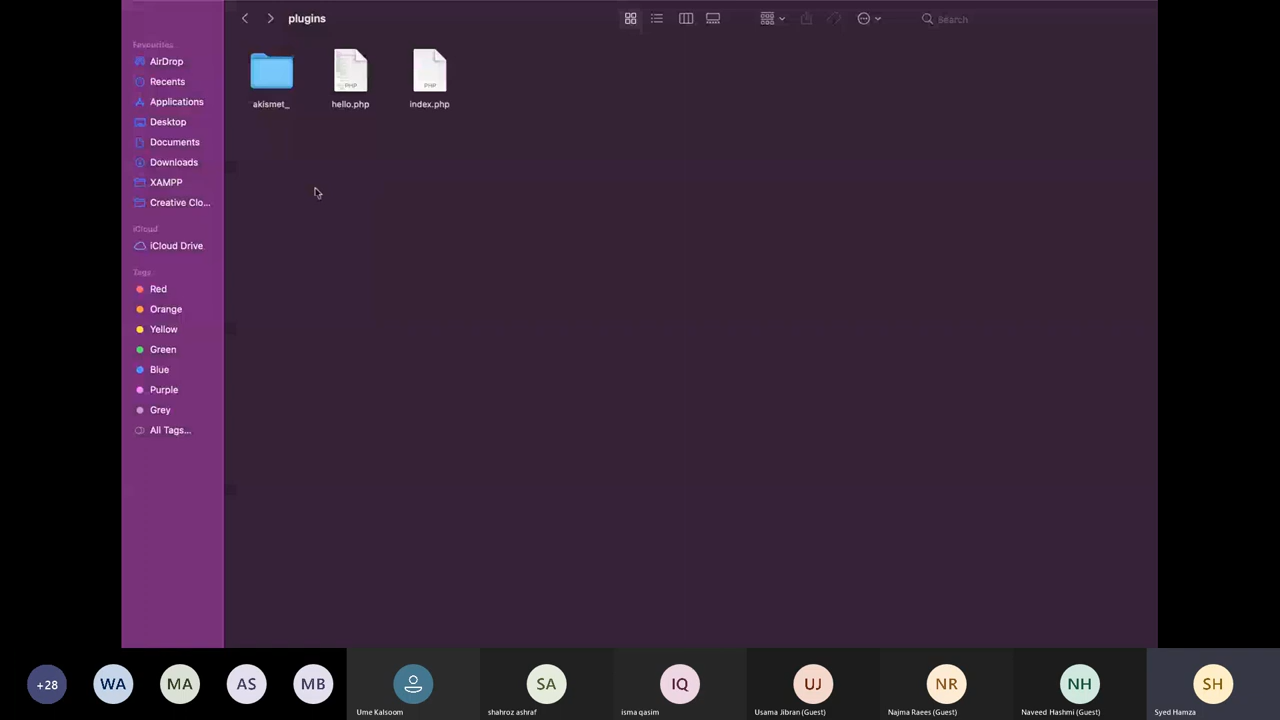 plugins
Search
Favourites
AirDrop
Recents
Applications
Desktop
Documents
Downloads
XAMPP
Creative Clo...
iCloud
iCloud Drive
Tags
Red
Orange
Yellow
Green
Blue
Purple
Grey
All Tags...
PHP
PHP
akismet_
hello.php
index.php
+28
WA
MA
AS
MB
SA
IQ
UJ
NR
NH
SH
Ume Kalsoom
shahroz ashraf
isma qasim
Usama Jibran (Guest)
Najma Raees (Guest)
Naveed Hashmi (Guest)
Syed Hamza